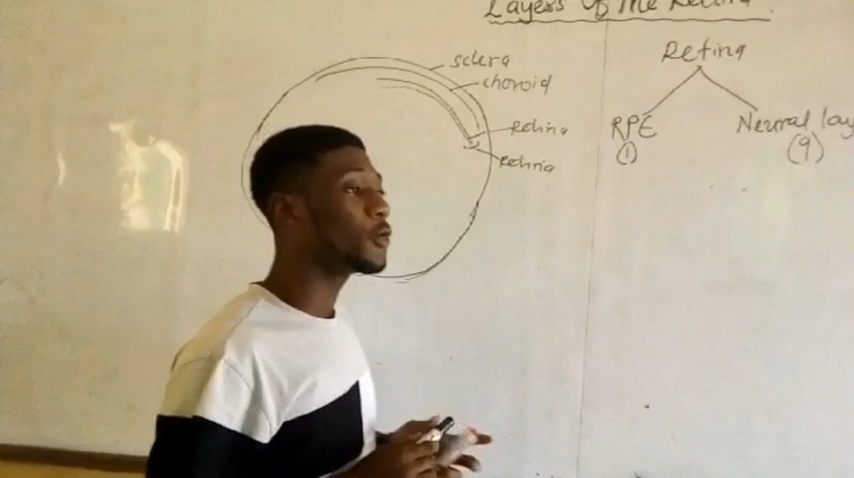 Layers Of The Retina.
sclera
choroid
Retina
Retina
Retina
RPE
(1)
Neural lay
(9)